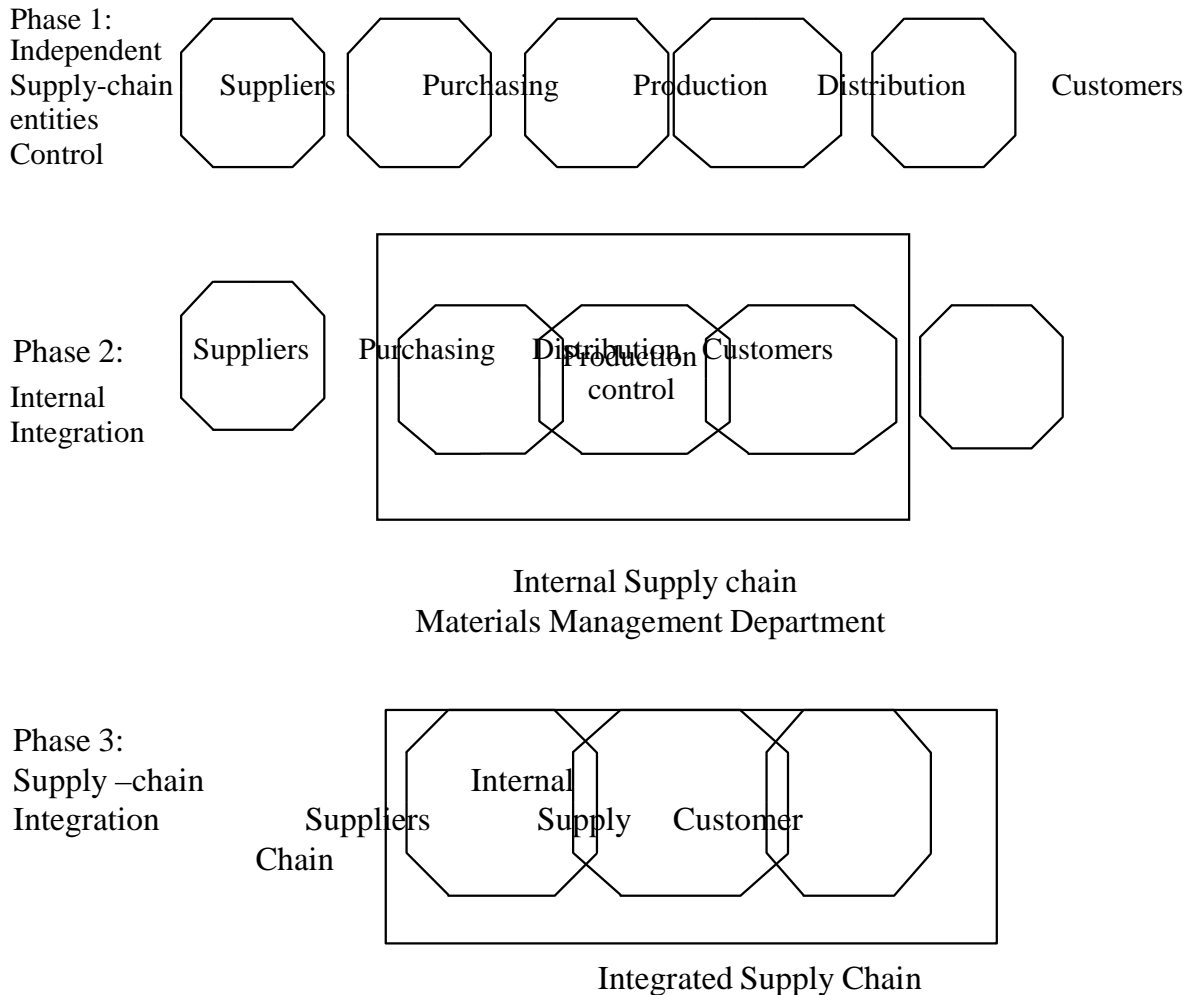 Phase 1:
Independent
Supply-chain Suppliers Purchasing Production Distribution Customers
entities
Control
Phase 2: Suppliers Purchasing Distribution Customers
Production
control
Internal
Integration
Internal Supply chain
Materials Management Department
Phase 3:
Supply –chain Internal
Integration Suppliers Supply Customer
Chain
Integrated Supply Chain